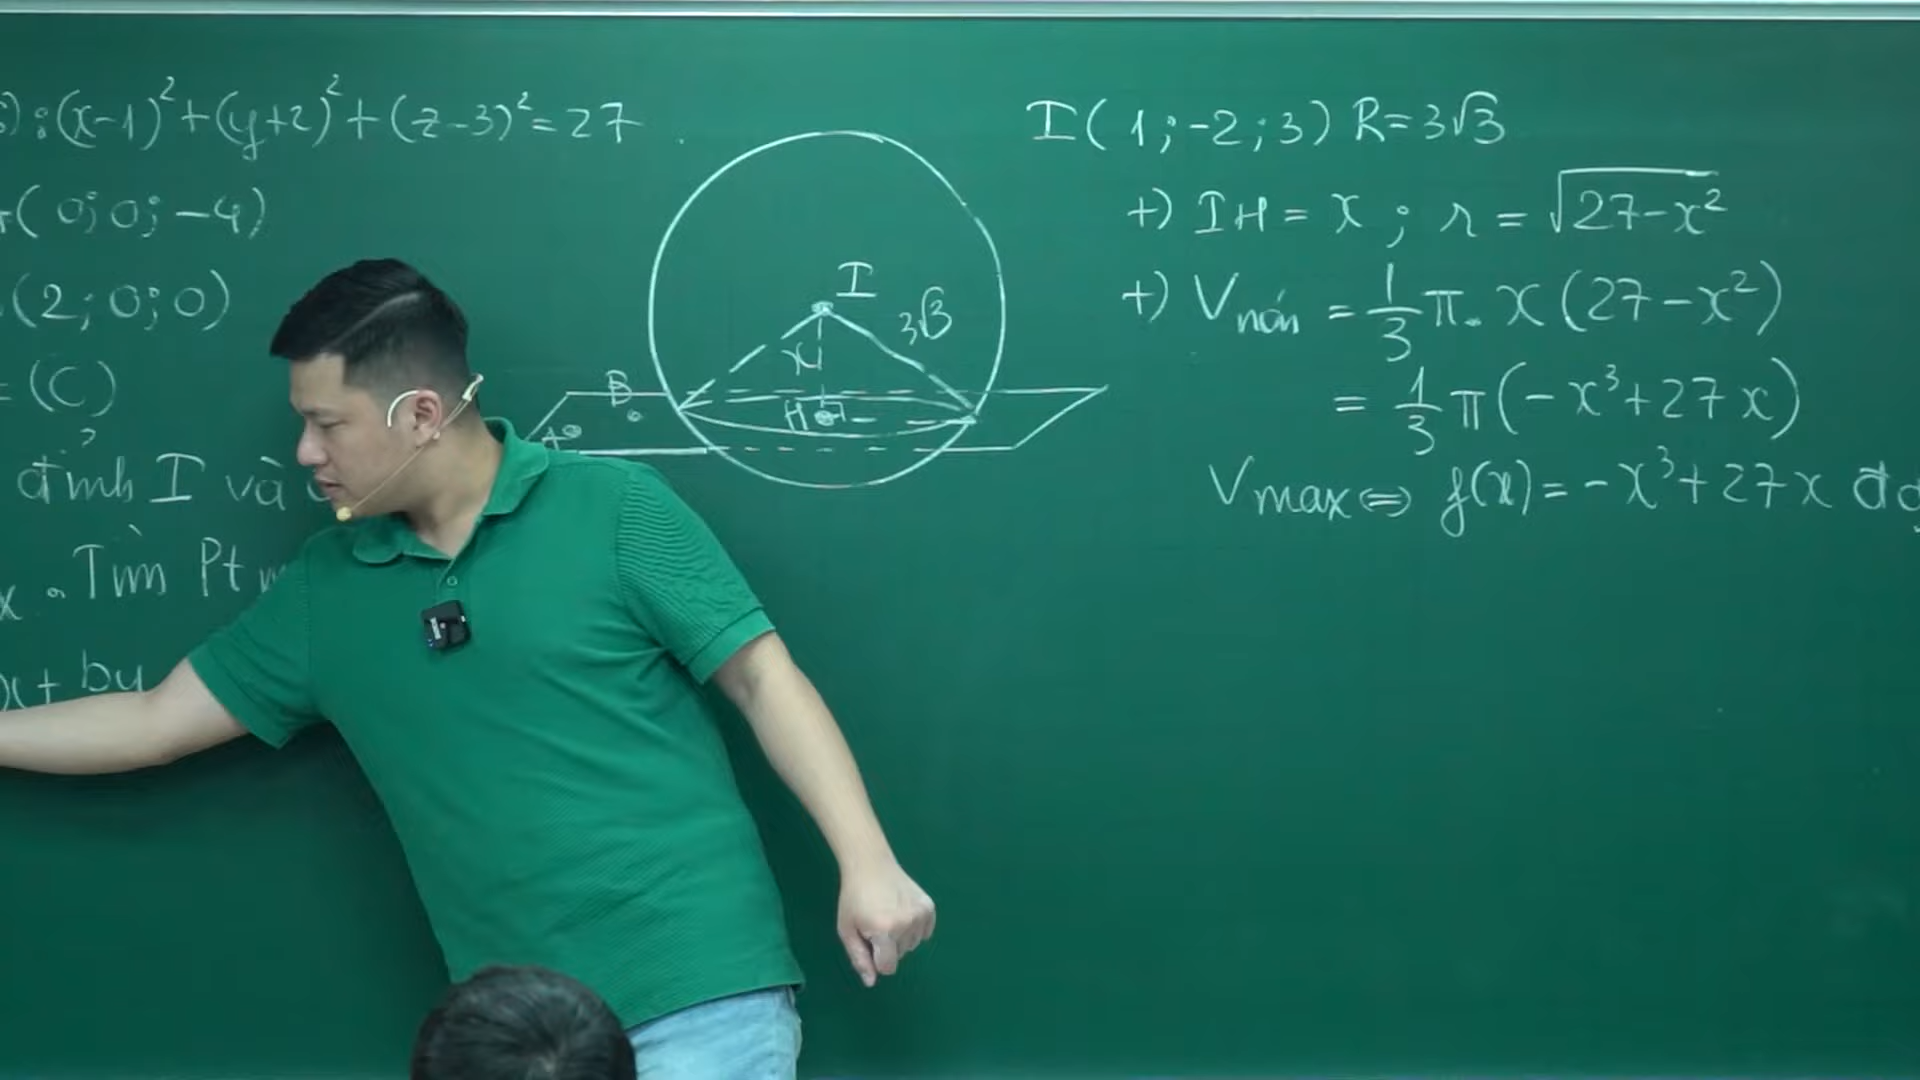 ): (x-1)²+(y+2)²+(z-3)²=27
(0; 0; -4)
(2; 0; 0)
= (C)
đỉnh I và
x. Tìm Pt
x + by
I
3√3
x
B
H
A
I(1; -2; 3) R=3√3
+) IH = x ; r = √27-x²
+) Vnón = 1/3 π. x (27-x²)
= 1/3 π (-x³+27x)
Vmax ⇔ f(x) = -x³+27x